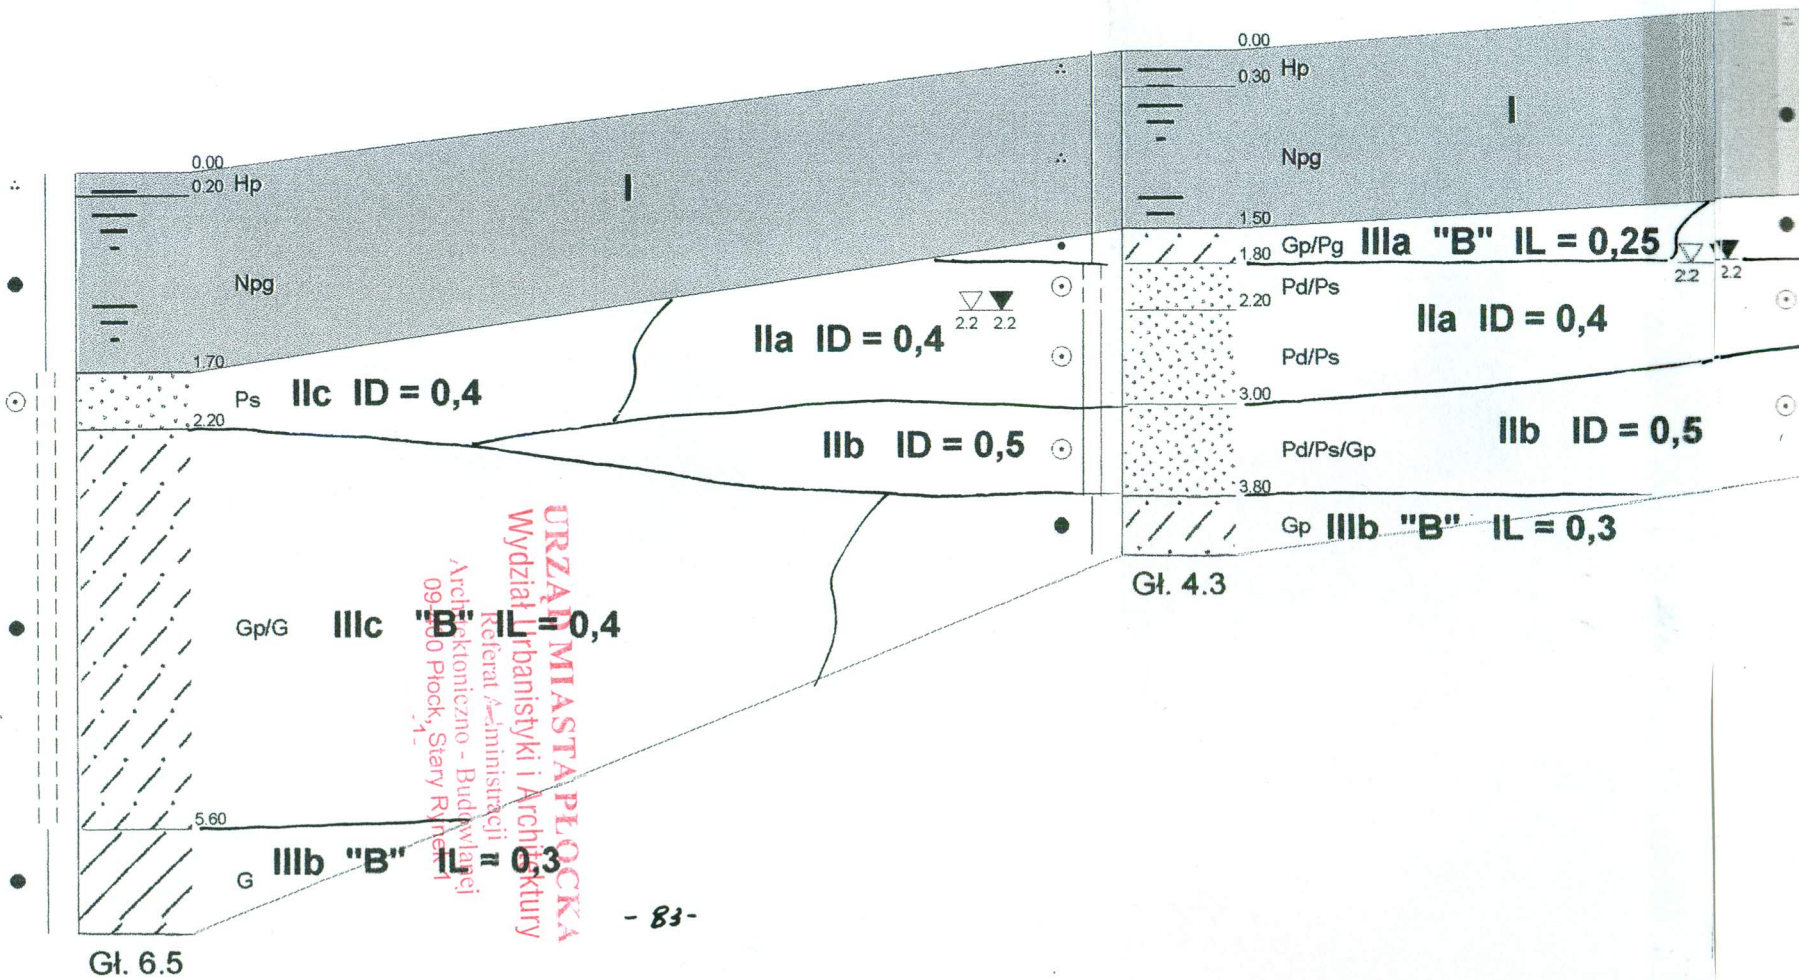 0.00
0.20 Hp
I
Npg
1.70
Ps IIc ID = 0,4
2.20
IIa ID = 0,4
2.2 2.2
IIb ID = 0,5
Gp/G IIIc "B" IL = 0,4
5.60
G IIIb "B" IL = 0,3
Gł. 6.5
0.00
0.30 Hp
I
Npg
1.50
Gp/Pg IIIa "B" IL = 0,25
1.80
2.2 2.2
Pd/Ps
2.20
IIa ID = 0,4
Pd/Ps
3.00
IIb ID = 0,5
Pd/Ps/Gp
3.80
Gp IIIb "B" IL = 0,3
Gł. 4.3
URZĄD MIASTA PŁOCKA
Wydział Urbanistyki i Architektury
Referat Administracji
Architektoniczno - Budowlanej
09-400 Płock, Stary Rynek 1
-1-
- 83 -